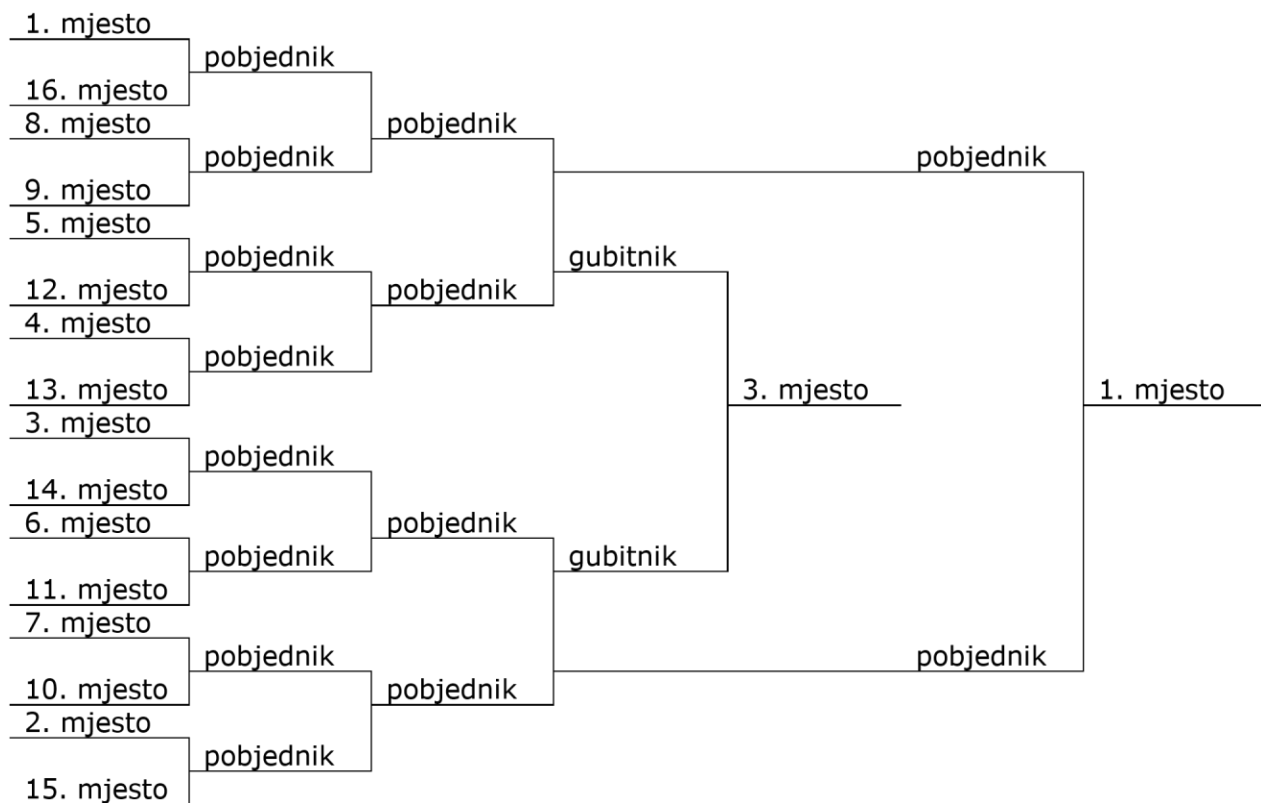 1. mjesto
16. mjesto
8. mjesto
9. mjesto
5. mjesto
12. mjesto
4. mjesto
13. mjesto
3. mjesto
14. mjesto
6. mjesto
11. mjesto
7. mjesto
10. mjesto
2. mjesto
15. mjesto
pobjednik
pobjednik
pobjednik
pobjednik
pobjednik
pobjednik
pobjednik
pobjednik
pobjednik
pobjednik
pobjednik
pobjednik
gubitnik
gubitnik
3. mjesto
pobjednik
pobjednik
1. mjesto